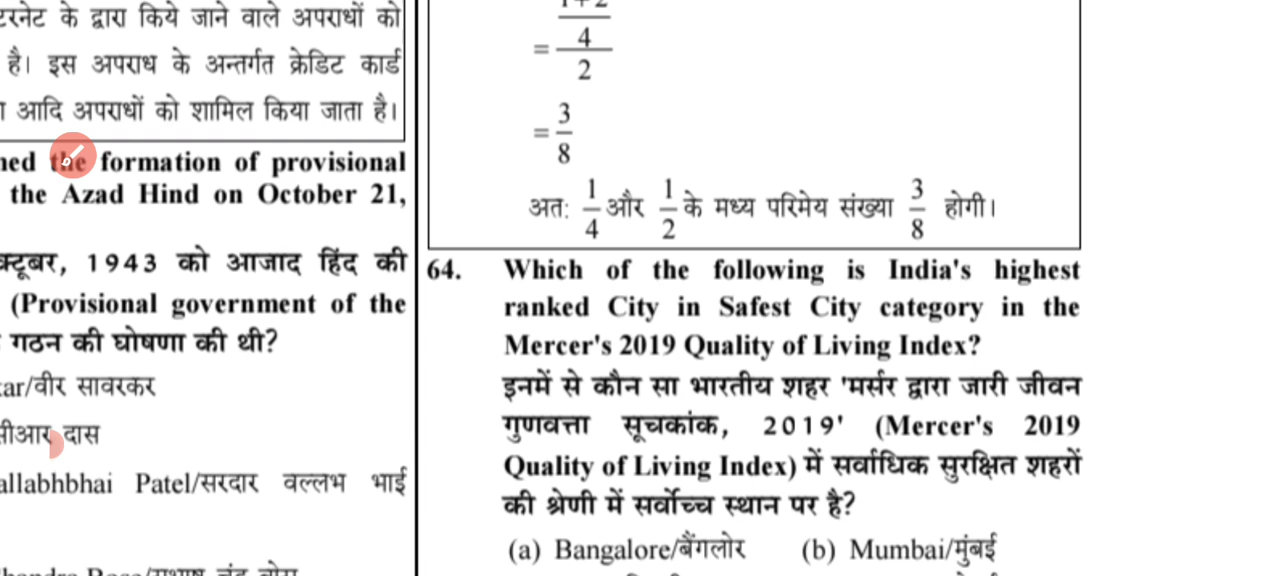 के द्वारा किये जाने वाले अपराधों को
है। इस अपराध के अन्तर्गत क्रेडिट कार्ड
आदि अपराधों को शामिल किया जाता है।
the formation of provisional
the Azad Hind on October 21,
1943 को आजाद हिंद की
(Provisional government of the
गठन की घोषणा की थी?
ar/वीर सावरकर
सीआर दास
allabhbhai Patel/सरदार वल्लभ भाई
=
4
2
= 3
8
अत: 1/4 और 1/2 के मध्य परिमेय संख्या 3/8 होगी।
64. Which of the following is India's highest
ranked City in Safest City category in the
Mercer's 2019 Quality of Living Index?
इनमें से कौन सा भारतीय शहर 'मर्सर द्वारा जारी जीवन
गुणवत्ता सूचकांक, 2019' (Mercer's 2019
Quality of Living Index) में सर्वाधिक सुरक्षित शहरों
की श्रेणी में सर्वोच्च स्थान पर है?
(a) Bangalore/बैंगलोर (b) Mumbai/मुंबई